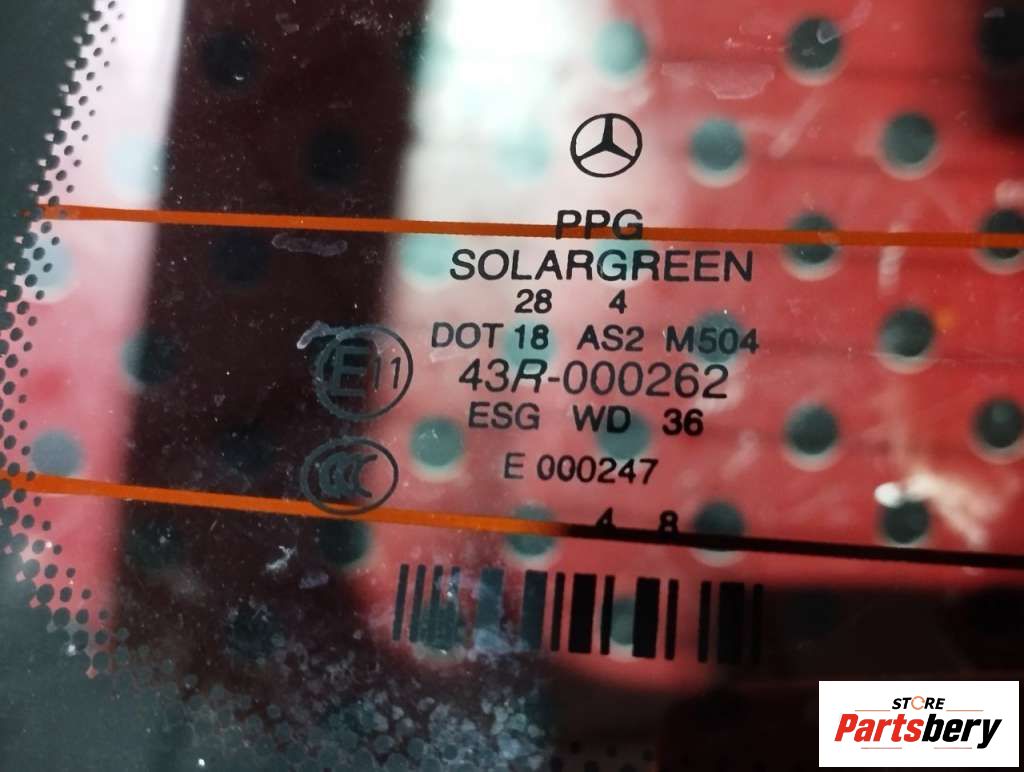 PPG
SOLARGREEN
28 4
DOT 18 AS2 M504
E11 43R-000262
ESG WD 36
CCC E 000247
4 8
STORE
Partsbery